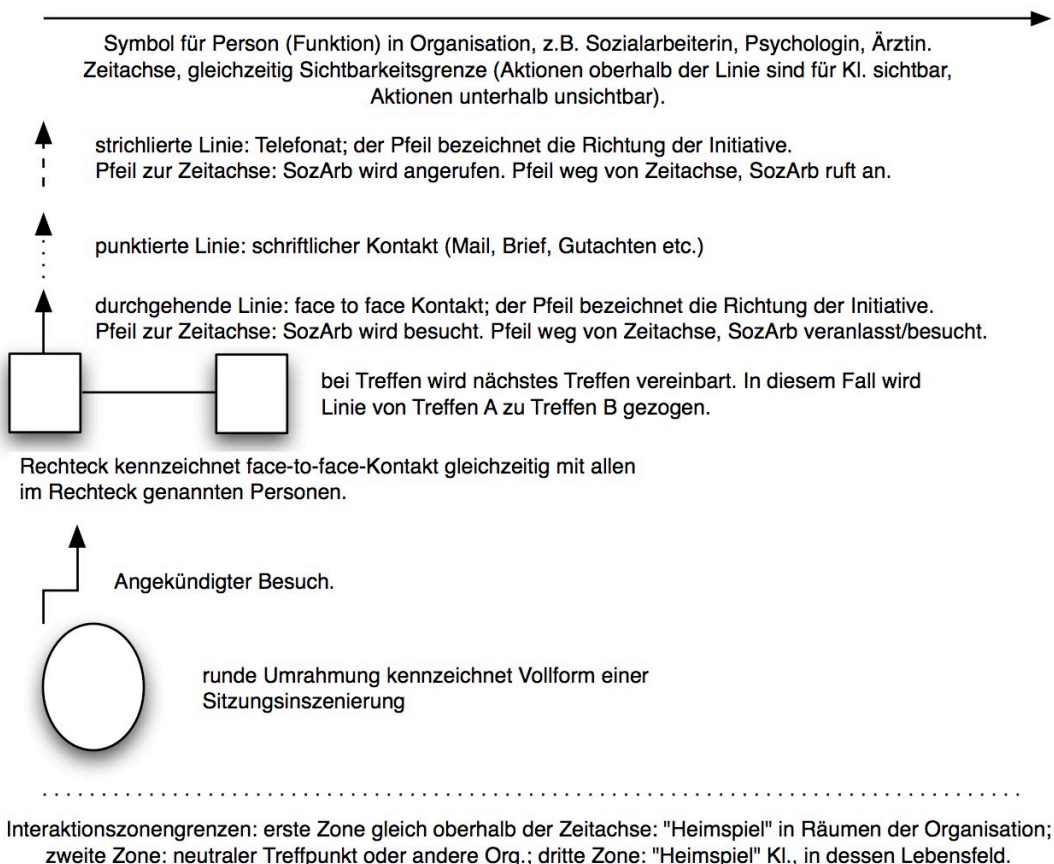 Symbol für Person (Funktion) in Organisation, z.B. Sozialarbeiterin, Psychologin, Ärztin.
Zeitachse, gleichzeitig Sichtbarkeitsgrenze (Aktionen oberhalb der Linie sind für Kl. sichtbar,
Aktionen unterhalb unsichtbar).
strichlierte Linie: Telefonat; der Pfeil bezeichnet die Richtung der Initiative.
Pfeil zur Zeitachse: SozArb wird angerufen. Pfeil weg von Zeitachse, SozArb ruft an.
punktierte Linie: schriftlicher Kontakt (Mail, Brief, Gutachten etc.)
durchgehende Linie: face to face Kontakt; der Pfeil bezeichnet die Richtung der Initiative.
Pfeil zur Zeitachse: SozArb wird besucht. Pfeil weg von Zeitachse, SozArb veranlasst/besucht.
bei Treffen wird nächstes Treffen vereinbart. In diesem Fall wird
Linie von Treffen A zu Treffen B gezogen.
Rechteck kennzeichnet face-to-face-Kontakt gleichzeitig mit allen
im Rechteck genannten Personen.
Angekündigter Besuch.
runde Umrahmung kennzeichnet Vollform einer
Sitzungsinszenierung
Interaktionszonengrenzen: erste Zone gleich oberhalb der Zeitachse: "Heimspiel" in Räumen der Organisation;
zweite Zone: neutraler Treffpunkt oder andere Org.; dritte Zone: "Heimspiel" Kl., in dessen Lebensfeld.